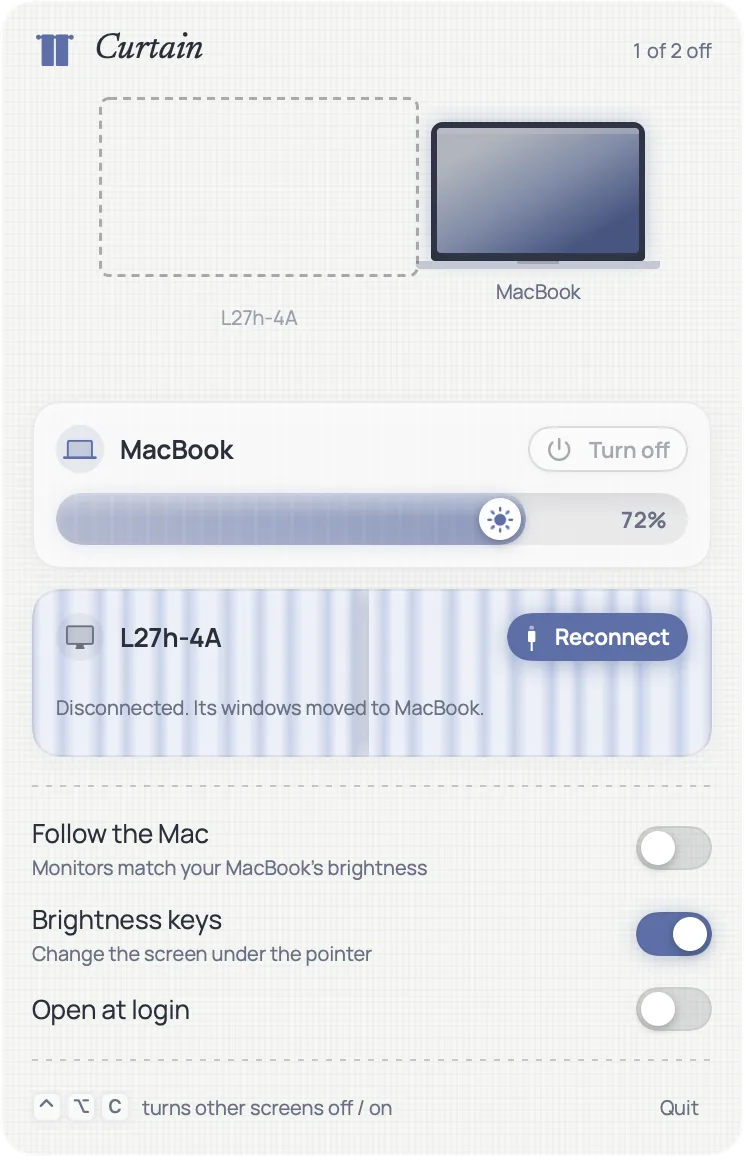 Curtain
1 of 2 off
L27h-4A
MacBook
MacBook
Turn off
72%
L27h-4A
Reconnect
Disconnected. Its windows moved to MacBook.
Follow the Mac
Monitors match your MacBook's brightness
Brightness keys
Change the screen under the pointer
Open at login
⌃ ⌥ C turns other screens off / on
Quit